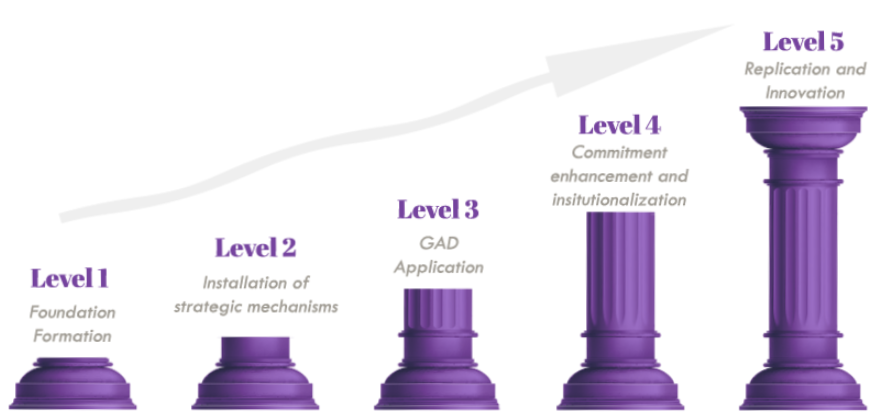 Level 1
Foundation
Formation
Level 2
Installation of
strategic mechanisms
Level 3
GAD
Application
Level 4
Commitment
enhancement and
insitutionalization
Level 5
Replication and
Innovation